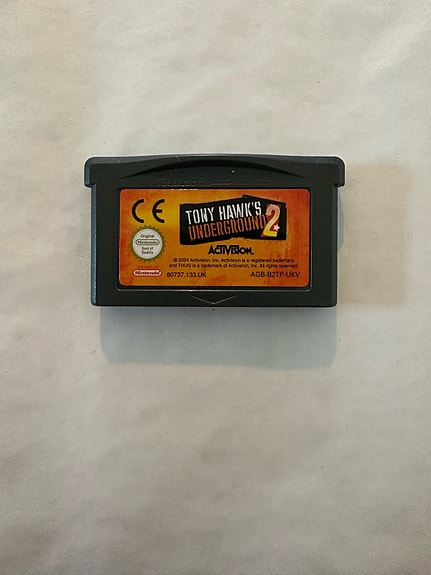 CE
TONY HAWK'S
UNDERGROUND 2
ACTIVISION.
Original
Nintendo
Seal of
Quality
© 2004 Activision, Inc. Activision is a registered trademark
and THUG is a trademark of Activision, Inc. All rights reserved.
Nintendo 80737.133.UK AGB-B2TP-UKV